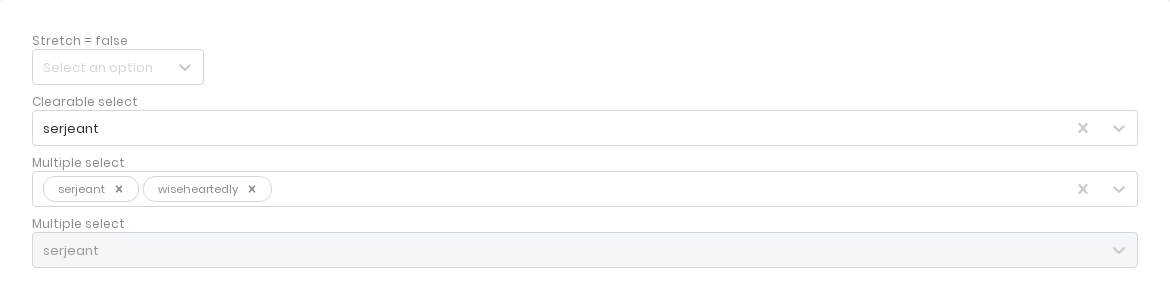 Stretch = false
Select an option
Clearable select
serjeant
Multiple select
serjeant wiseheartedly
Multiple select
serjeant